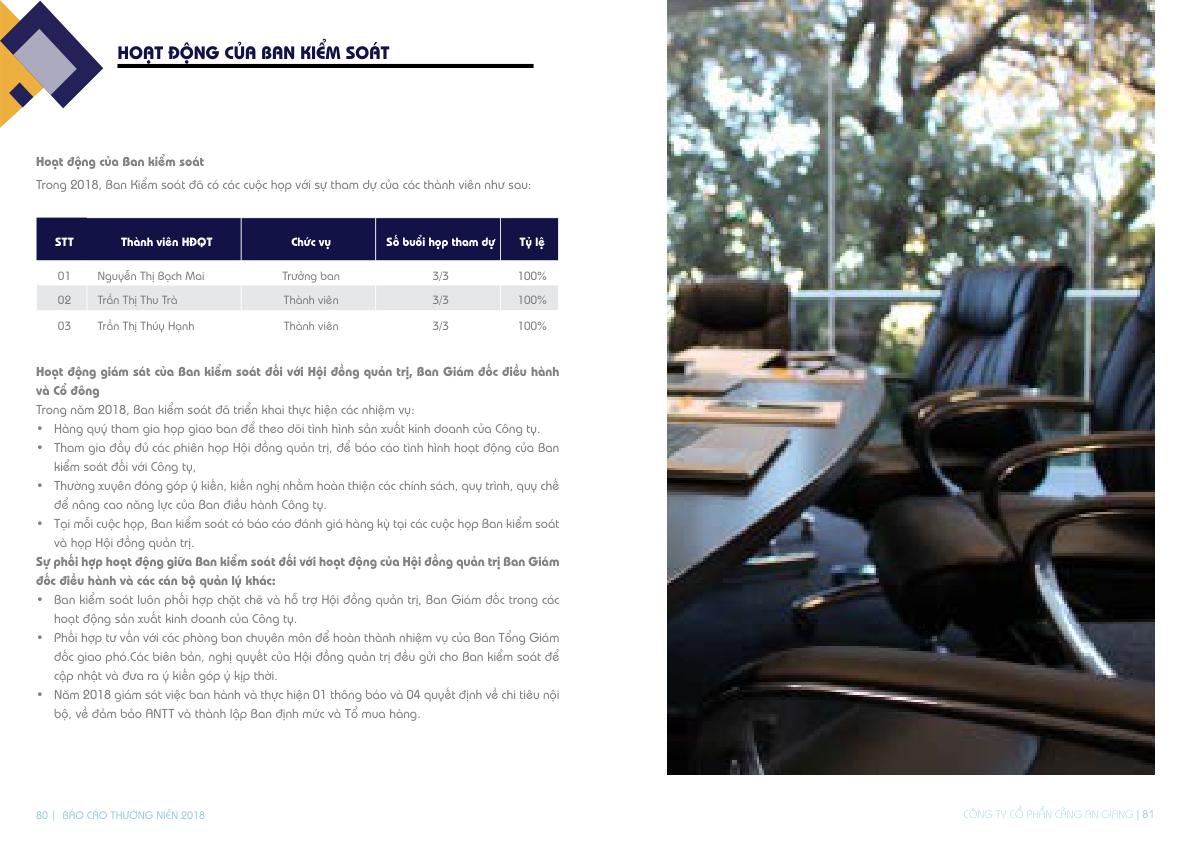 HOẠT ĐỘNG CỦA BAN KIỂM SOÁT
Hoạt động của Ban kiểm soát
Trong 2018, Ban Kiểm soát đã có các cuộc họp với sự tham dự của các thành viên như sau:
STT Thành viên HĐQT Chức vụ Số buổi họp tham dự Tỷ lệ
01 Nguyễn Thị Bạch Mai Trưởng ban 3/3 100%
02 Trần Thị Thu Trà Thành viên 3/3 100%
03 Trần Thị Thúy Hạnh Thành viên 3/3 100%
Hoạt động giám sát của Ban kiểm soát đối với Hội đồng quản trị, Ban Giám đốc điều hành
và Cổ đông
Trong năm 2018, Ban kiểm soát đã triển khai thực hiện các nhiệm vụ:
• Hàng quý tham gia họp giao ban để theo dõi tình hình sản xuất kinh doanh của Công ty.
• Tham gia đầy đủ các phiên họp Hội đồng quản trị, để báo cáo tình hình hoạt động của Ban
kiểm soát đối với Công ty,
• Thường xuyên đóng góp ý kiến, kiến nghị nhằm hoàn thiện các chính sách, quy trình, quy chế
để nâng cao năng lực của Ban điều hành Công ty.
• Tại mỗi cuộc họp, Ban kiểm soát có báo cáo đánh giá hàng kỳ tại các cuộc họp Ban kiểm soát
và họp Hội đồng quản trị.
Sự phối hợp hoạt động giữa Ban kiểm soát đối với hoạt động của Hội đồng quản trị Ban Giám
đốc điều hành và các cán bộ quản lý khác:
• Ban kiểm soát luôn phối hợp chặt chẽ và hỗ trợ Hội đồng quản trị, Ban Giám đốc trong các
hoạt động sản xuất kinh doanh của Công ty.
• Phối hợp tư vấn với các phòng ban chuyên môn để hoàn thành nhiệm vụ của Ban Tổng Giám
đốc giao phó.Các biên bản, nghị quyết của Hội đồng quản trị đều gửi cho Ban kiểm soát để
cập nhật và đưa ra ý kiến góp ý kịp thời.
• Năm 2018 giám sát việc ban hành và thực hiện 01 thông báo và 04 quyết định về chi tiêu nội
bộ, về đảm bảo ANTT và thành lập Ban định mức và Tổ mua hàng.
80 | BÁO CÁO THƯỜNG NIÊN 2018
CÔNG TY CỔ PHẦN CẢNG AN GIANG | 81